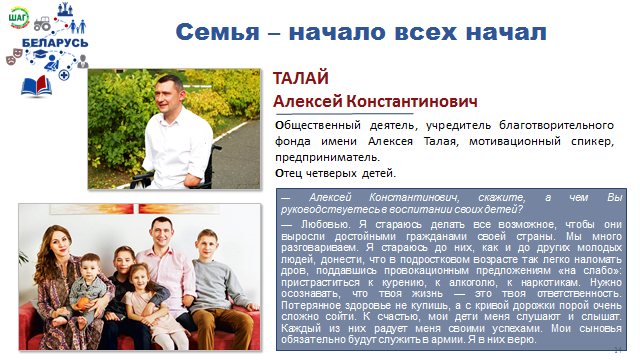 ШАГ
БЕЛАРУСЬ
Семья – начало всех начал
ТАЛАЙ
Алексей Константинович
Общественный деятель, учредитель благотворительного
фонда имени Алексея Талая, мотивационный спикер,
предприниматель.
Отец четверых детей.
— Алексей Константинович, скажите, а чем Вы
руководствуетесь в воспитании своих детей?
— Любовью. Я стараюсь делать все возможное, чтобы они
выросли достойными гражданами своей страны. Мы много
разговариваем. Я стараюсь до них, как и до других молодых
людей, донести, что в подростковом возрасте так легко наломать
дров, поддавшись провокационным предложениям «на слабо»:
пристраститься к курению, к алкоголю, к наркотикам. Нужно
осознавать, что твоя жизнь — это твоя ответственность.
Потерянное здоровье не купишь, а с кривой дорожки порой очень
сложно сойти. К счастью, мои дети меня слушают и слышат.
Каждый из них радует меня своими успехами. Мои сыновья
обязательно будут служить в армии. Я в них верю.